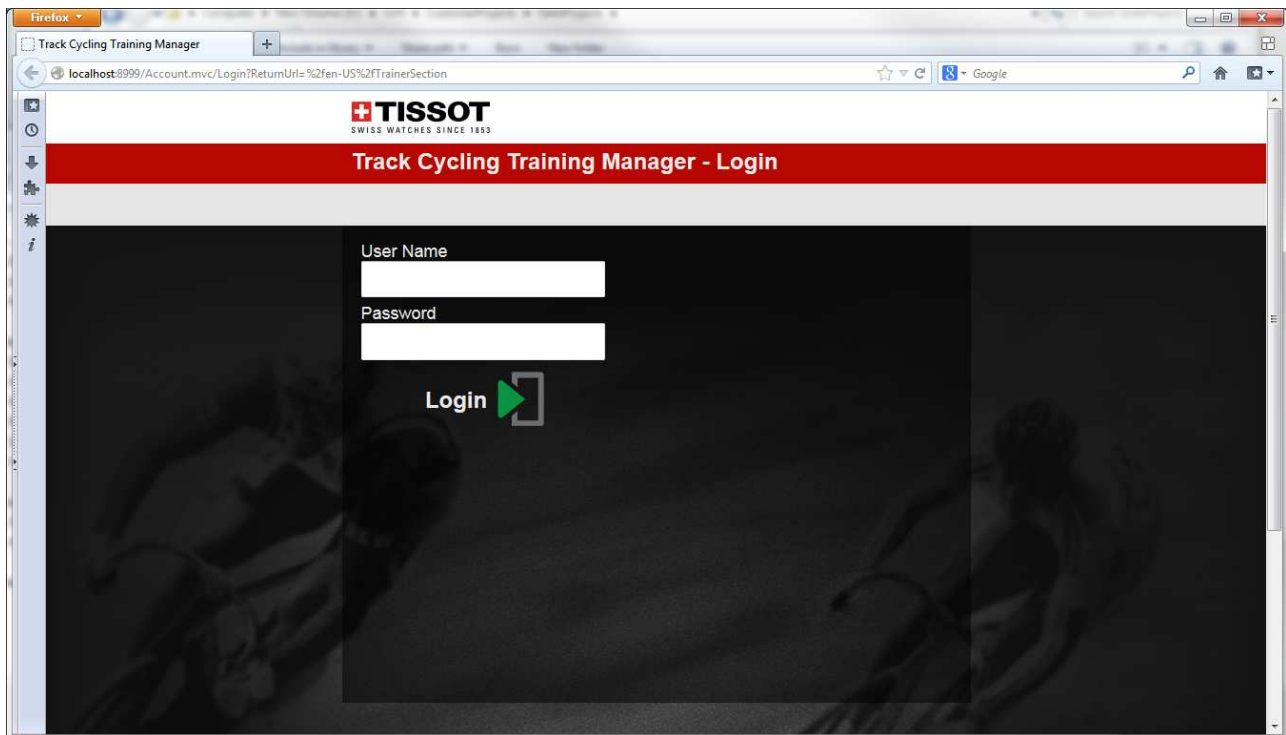 Firefox
Track Cycling Training Manager
localhost:8999/Account.mvc/Login?ReturnUrl=%2fen-US%2fTrainerSection
Google
TISSOT
SWISS WATCHES SINCE 1853
Track Cycling Training Manager - Login
User Name
Password
Login